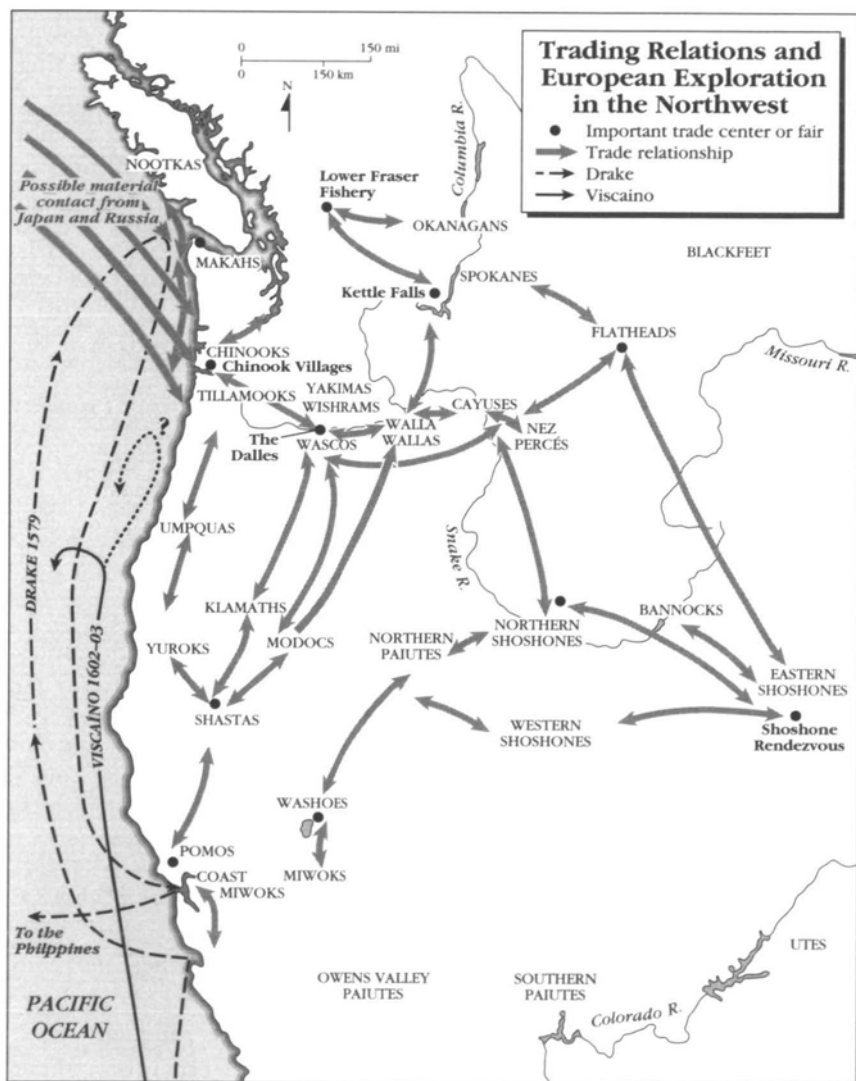 Trading Relations and
European Exploration
in the Northwest
Important trade center or fair
Trade relationship
Drake
Viscaino
0
150 mi
0
150 km
N
Columbia R.
NOOTKAS
Possible material
contact from
Japan and Russia
Lower Fraser
Fishery
OKANAGANS
BLACKFEET
MAKAHS
SPOKANES
Kettle Falls
FLATHEADS
Missouri R.
CHINOOKS
Chinook Villages
TILLAMOOKS
YAKIMAS
WISHRAMS
CAYUSES
WALLA
WALLAS
NEZ
PERCÉS
The
Dalles
WASCOS
?
DRAKE 1579
UMPQUAS
Snake R.
VISCAÍNO 1602–03
KLAMATHS
MODOCS
YUROKS
NORTHERN
PAIUTES
NORTHERN
SHOSHONES
BANNOCKS
EASTERN
SHOSHONES
SHASTAS
WESTERN
SHOSHONES
Shoshone
Rendezvous
WASHOES
POMOS
COAST
MIWOKS
MIWOKS
To the
Philippines
OWENS VALLEY
PAIUTES
SOUTHERN
PAIUTES
UTES
Colorado R.
PACIFIC
OCEAN